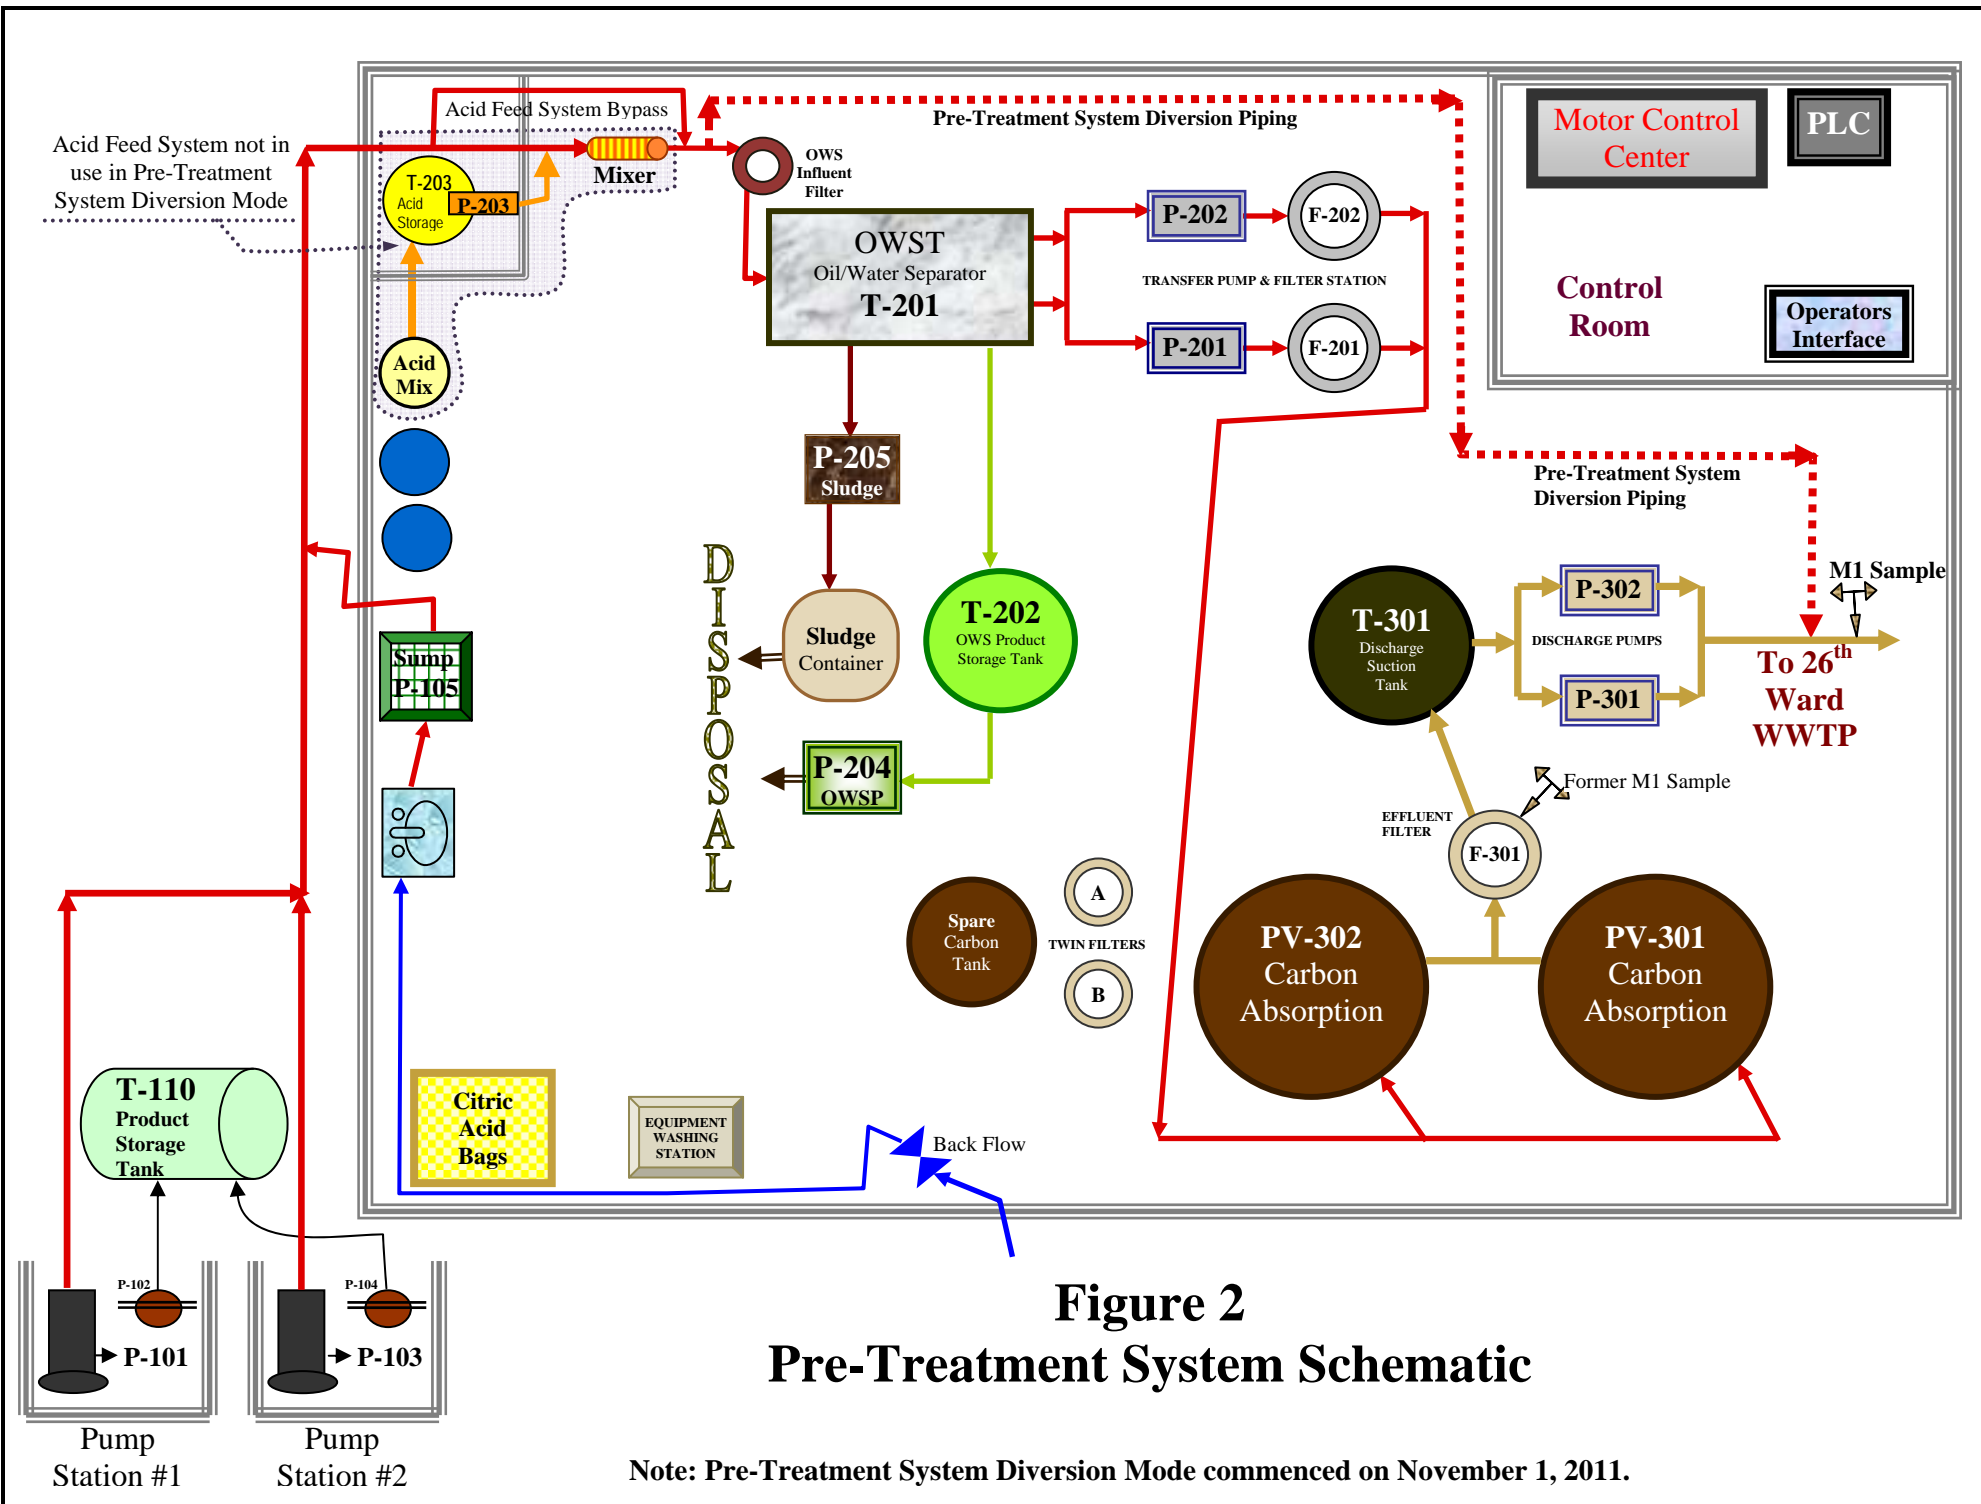 Acid Feed System not in
use in Pre-Treatment
System Diversion Mode
Acid Feed System Bypass
T-203
Acid
Storage
P-203
Mixer
OWS
Influent
Filter
Pre-Treatment System Diversion Piping
Motor Control
Center
PLC
Control
Room
Operators
Interface
OWST
Oil/Water Separator
T-201
P-202
F-202
TRANSFER PUMP & FILTER STATION
P-201
F-201
Acid
Mix
P-205
Sludge
Pre-Treatment System
Diversion Piping
DISPOSAL
Sludge
Container
T-202
OWS Product
Storage Tank
P-204
OWSP
Sump
P-105
T-301
Discharge
Suction
Tank
P-302
DISCHARGE PUMPS
P-301
M1 Sample
To 26th
Ward
WWTP
Former M1 Sample
EFFLUENT
FILTER
F-301
Spare
Carbon
Tank
A
TWIN FILTERS
B
PV-302
Carbon
Absorption
PV-301
Carbon
Absorption
T-110
Product
Storage
Tank
Citric
Acid
Bags
EQUIPMENT
WASHING
STATION
Back Flow
P-102
P-101
P-104
P-103
Pump
Station #1
Pump
Station #2
Figure 2
Pre-Treatment System Schematic
Note: Pre-Treatment System Diversion Mode commenced on November 1, 2011.